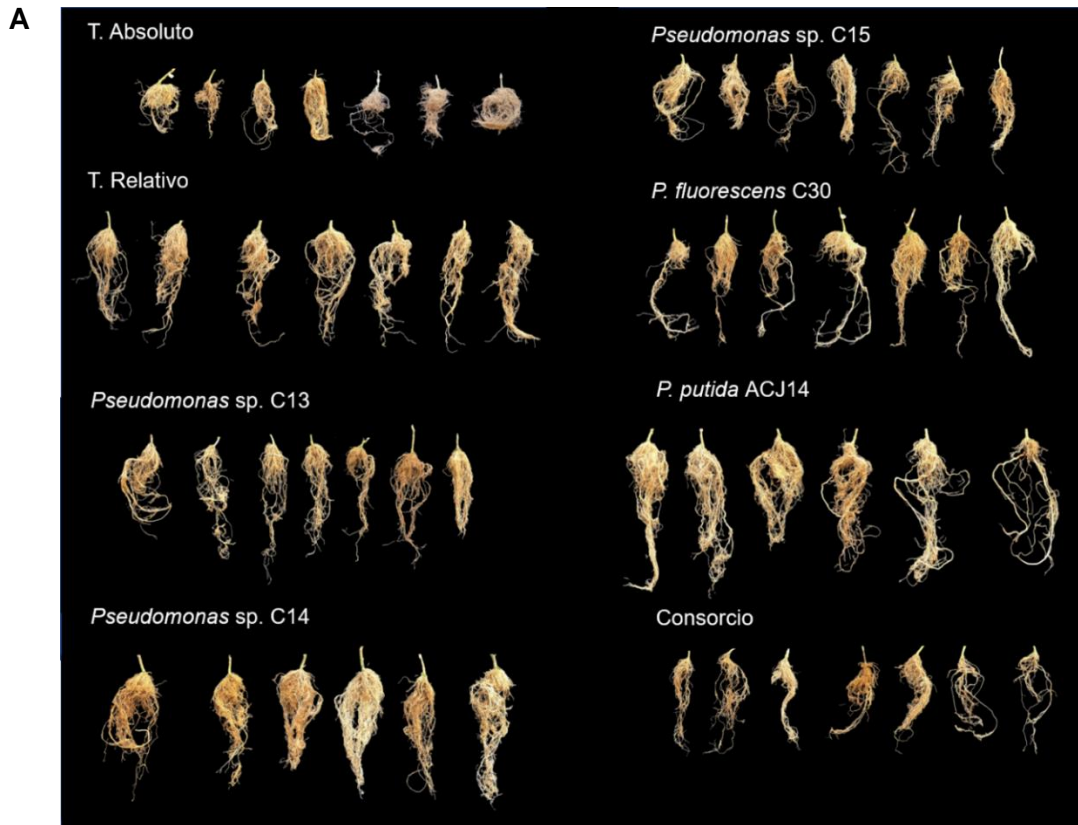 A
T. Absoluto
T. Relativo
Pseudomonas sp. C13
Pseudomonas sp. C14
Pseudomonas sp. C15
P. fluorescens C30
P. putida ACJ14
Consorcio